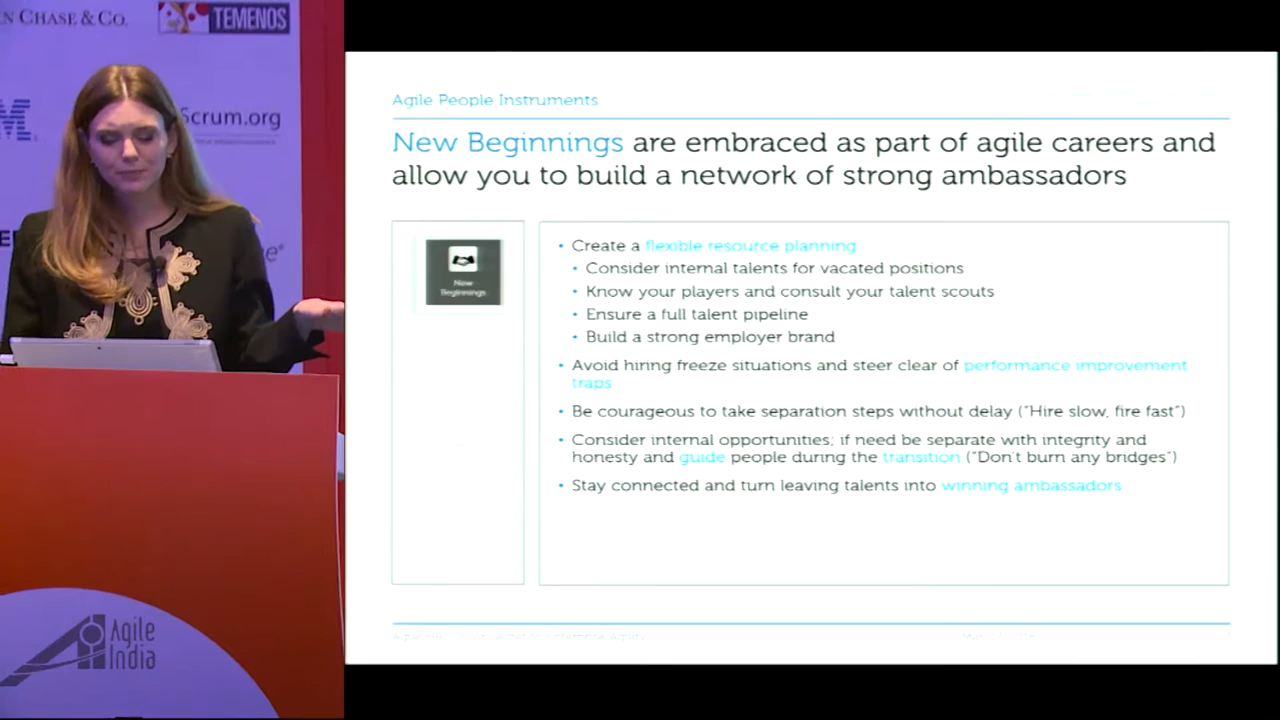 N CHASE & CO.
TEMENOS
Scrum.org
Agile
India
Agile People Instruments
New Beginnings are embraced as part of agile careers and
allow you to build a network of strong ambassadors
New
Beginnings
• Create a flexible resource planning
• Consider internal talents for vacated positions
• Know your players and consult your talent scouts
• Ensure a full talent pipeline
• Build a strong employer brand
• Avoid hiring freeze situations and steer clear of performance improvement
traps
• Be courageous to take separation steps without delay ("Hire slow, fire fast")
• Consider internal opportunities; if need be separate with integrity and
honesty and guide people during the transition ("Don't burn any bridges")
• Stay connected and turn leaving talents into winning ambassadors